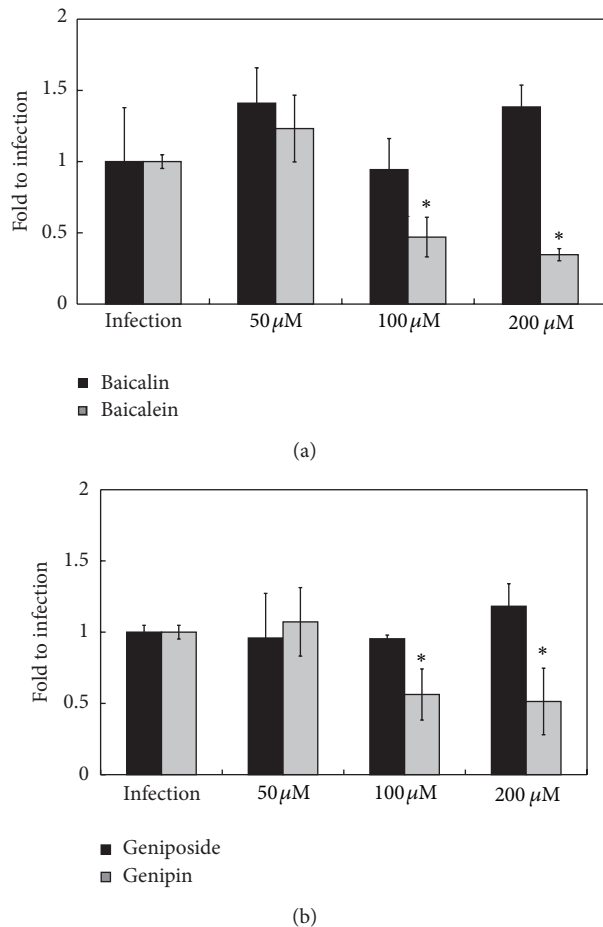 2
1.5
1
0.5
0
Fold to infection
*
*
Infection
50 μM
100 μM
200 μM
Baicalin
Baicalein
(a)
2
1.5
1
0.5
0
Fold to infection
*
*
Infection
50 μM
100 μM
200 μM
Geniposide
Genipin
(b)